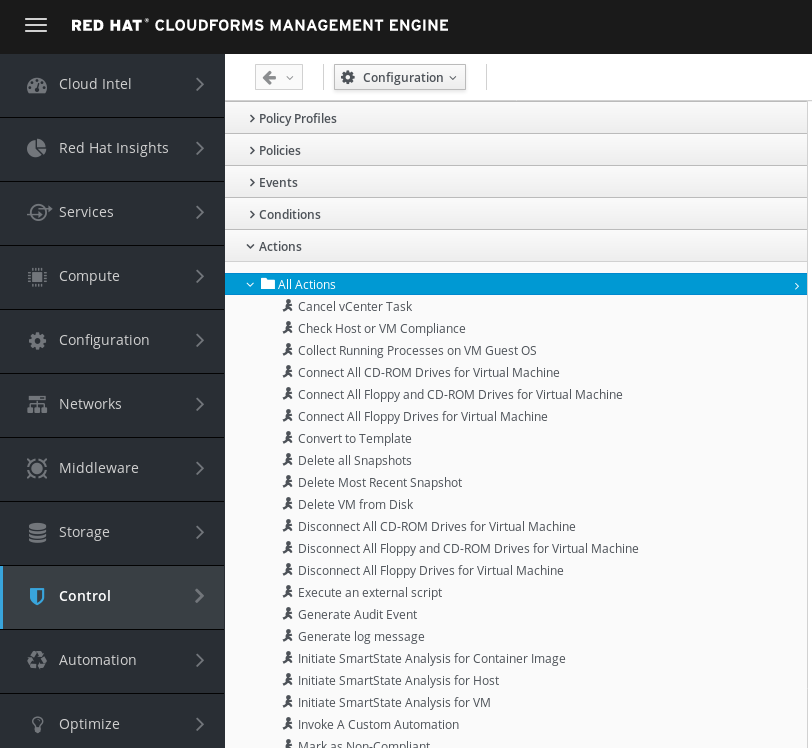 RED HAT® CLOUDFORMS MANAGEMENT ENGINE
Cloud Intel
Red Hat Insights
Services
Compute
Configuration
Networks
Middleware
Storage
Control
Automation
Optimize
Configuration
Policy Profiles
Policies
Events
Conditions
Actions
All Actions
Cancel vCenter Task
Check Host or VM Compliance
Collect Running Processes on VM Guest OS
Connect All CD-ROM Drives for Virtual Machine
Connect All Floppy and CD-ROM Drives for Virtual Machine
Connect All Floppy Drives for Virtual Machine
Convert to Template
Delete all Snapshots
Delete Most Recent Snapshot
Delete VM from Disk
Disconnect All CD-ROM Drives for Virtual Machine
Disconnect All Floppy and CD-ROM Drives for Virtual Machine
Disconnect All Floppy Drives for Virtual Machine
Execute an external script
Generate Audit Event
Generate log message
Initiate SmartState Analysis for Container Image
Initiate SmartState Analysis for Host
Initiate SmartState Analysis for VM
Invoke A Custom Automation
Mark as Non-Compliant